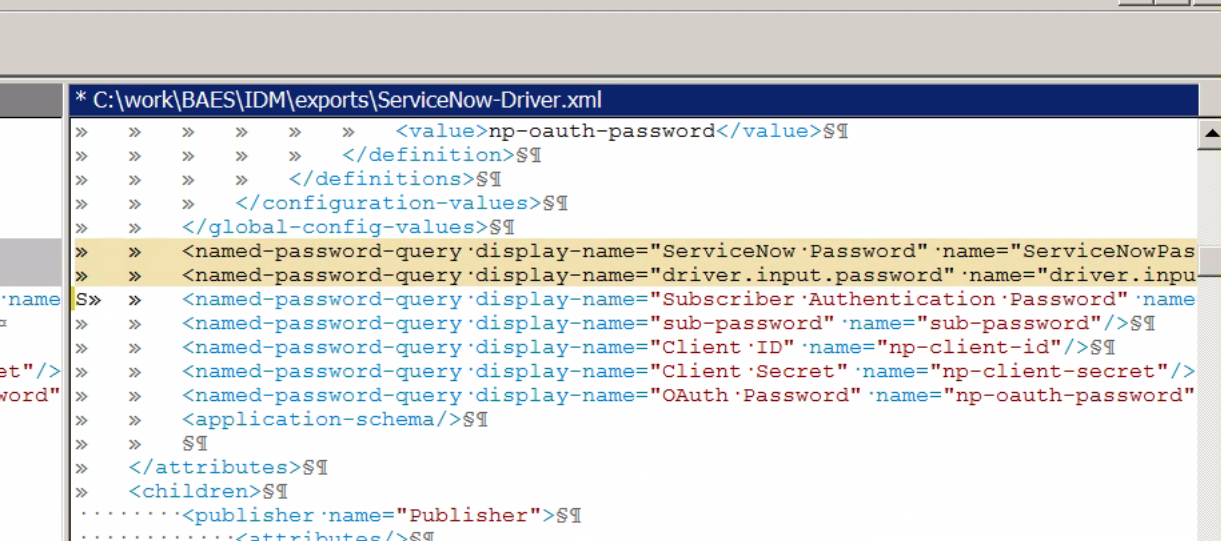 * C:\work\BAES\IDM\exports\ServiceNow-Driver.xml
» » » » » » <value>np-oauth-password</value>§¶
» » » » » </definition>§¶
» » » » </definitions>§¶
» » » </configuration-values>§¶
» » </global-config-values>§¶
» » <named-password-query·display-name="ServiceNow·Password"·name="ServiceNowPas
» » <named-password-query·display-name="driver.input.password"·name="driver.inpu
·name S» » <named-password-query·display-name="Subscriber·Authentication·Password"·name
¤ » » <named-password-query·display-name="sub-password"·name="sub-password"/>§¶
» » <named-password-query·display-name="Client·ID"·name="np-client-id"/>§¶
et"/> » » <named-password-query·display-name="Client·Secret"·name="np-client-secret"/>
word" » » <named-password-query·display-name="OAuth·Password"·name="np-oauth-password"
» » <application-schema/>§¶
» » §¶
» </attributes>§¶
» <children>§¶
········<publisher·name="Publisher">§¶
············<attributes/>§¶